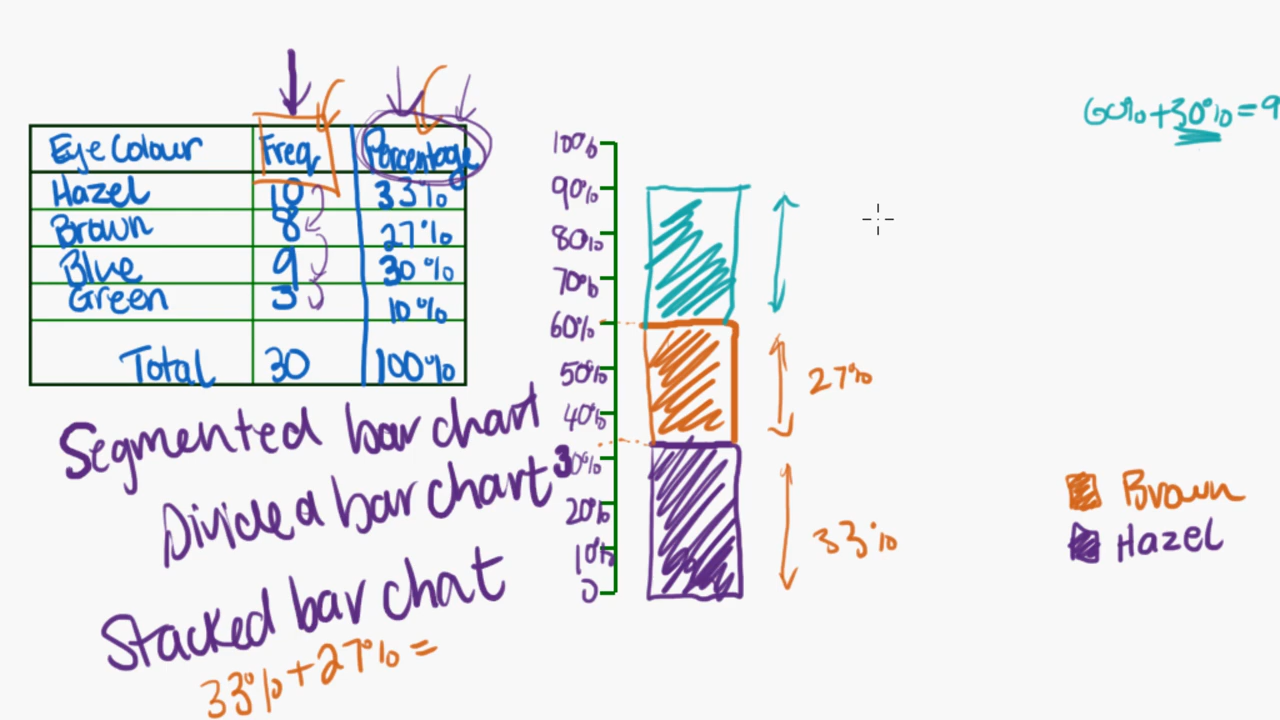 Eye Colour Freq Percentage
Hazel 10 33%
Brown 8 27%
Blue 9 30%
Green 3 10%
Total 30 100%
Segmented bar chart
Divided bar chart
Stacked bar chat
33%+27%=
100%
90%
80%
70%
60%
50%
40%
30%
20%
10%
0
27%
33%
60%+30%=9
Brown
Hazel